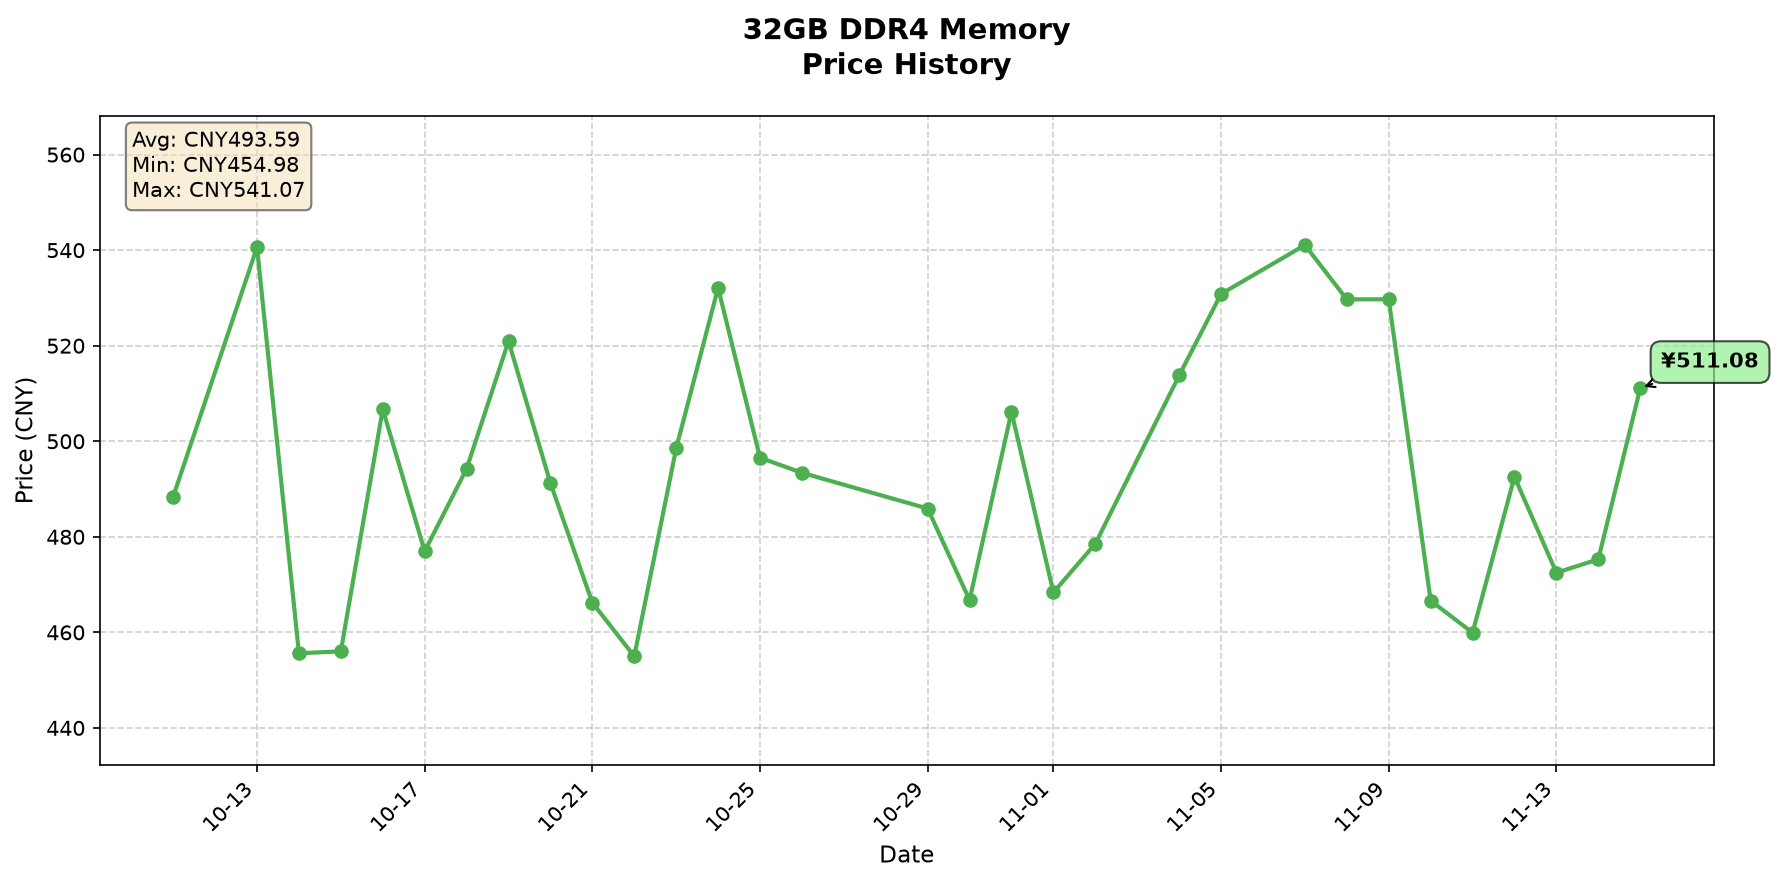 32GB DDR4 Memory
Price History
Avg: CNY493.59
Min: CNY454.98
Max: CNY541.07
¥511.08
Price (CNY)
560
540
520
500
480
460
440
10-13
10-17
10-21
10-25
10-29
11-01
11-05
11-09
11-13
Date